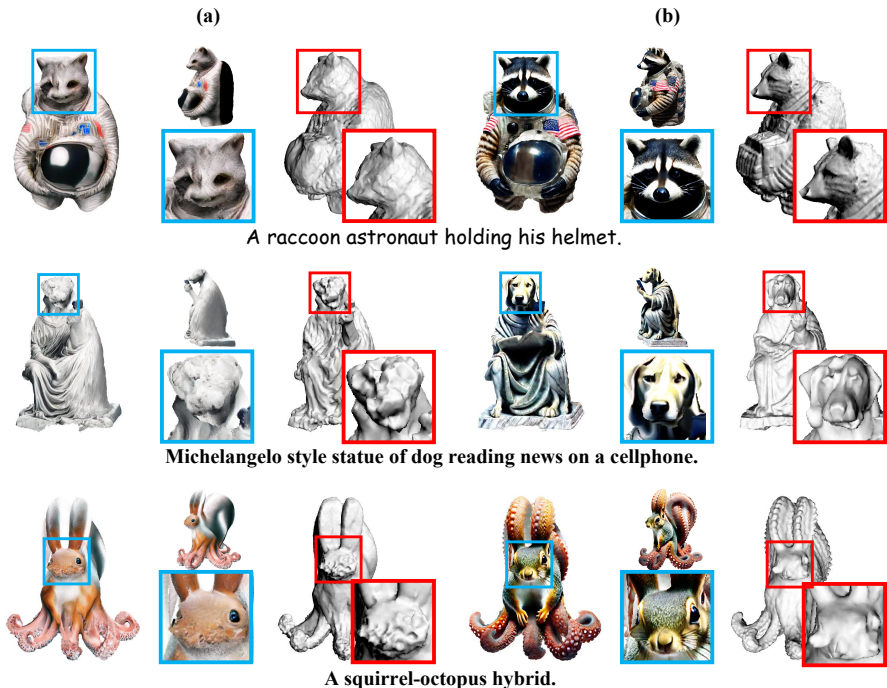 (a) (b)
A raccoon astronaut holding his helmet.
Michelangelo style statue of dog reading news on a cellphone.
A squirrel-octopus hybrid.